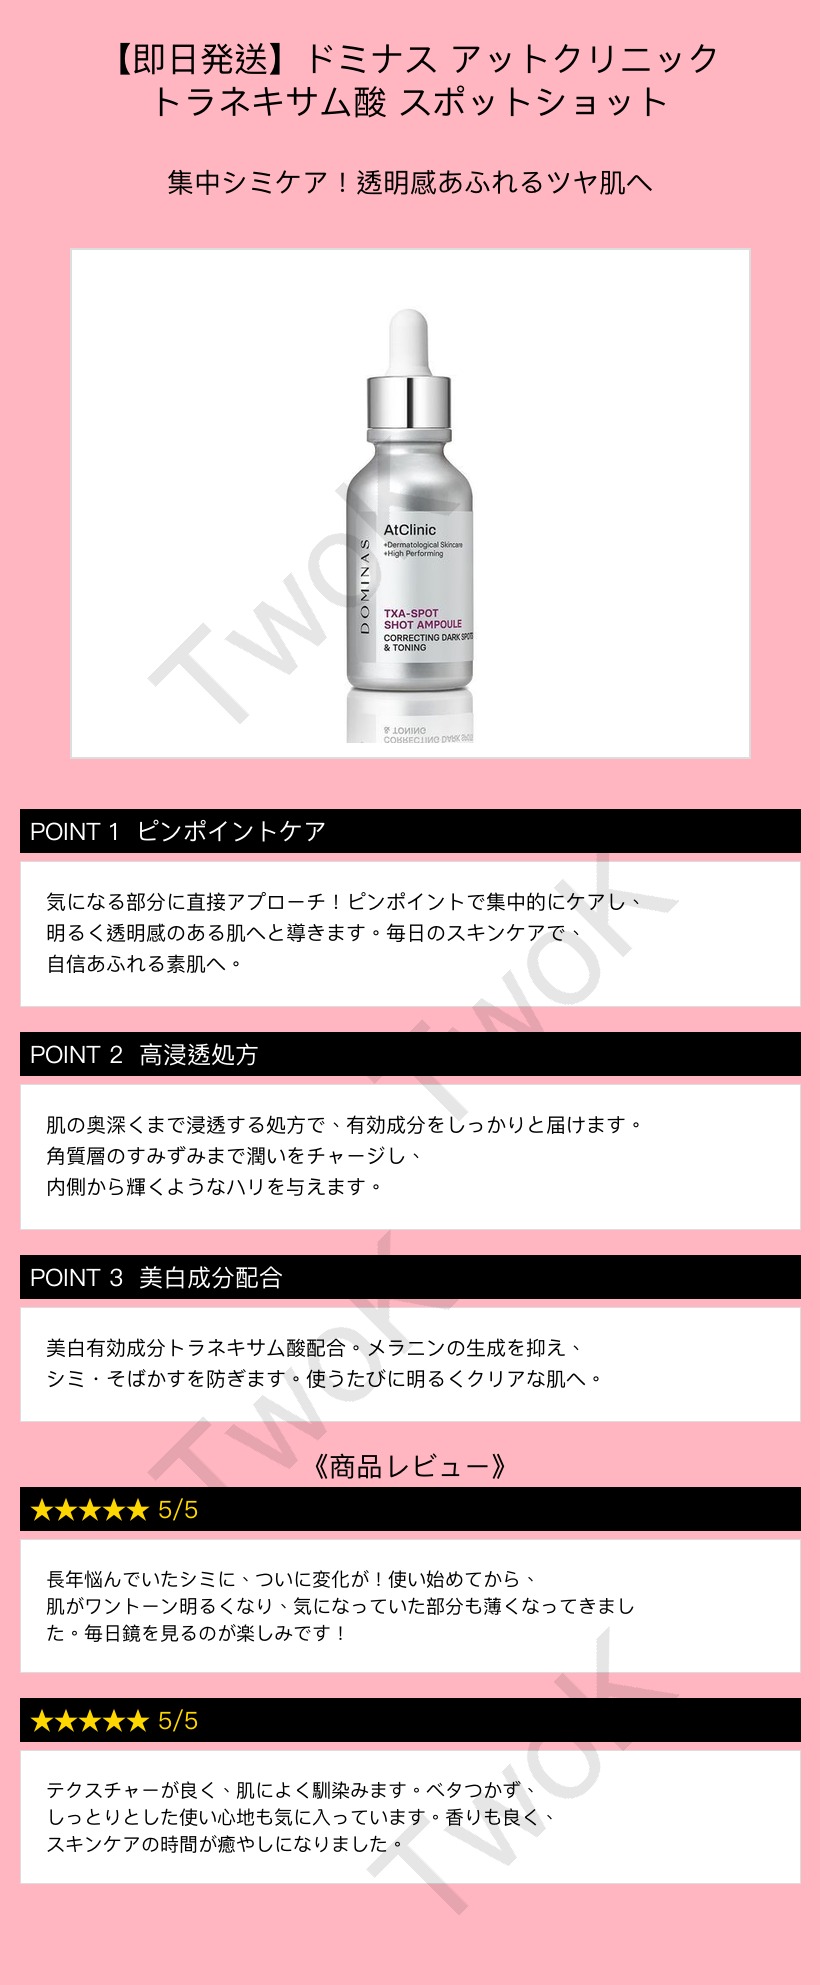 【即日発送】ドミナス アットクリニック
トラネキサム酸 スポットショット
集中シミケア！透明感あふれるツヤ肌へ
DOMINAS
AtClinic
+Dermatological Skincare
+High Performing
TXA-SPOT
SHOT AMPOULE
CORRECTING DARK SPOTS
& TONING
& TONING
CORRECTING DARK SPOTS
TwoK
POINT 1 ピンポイントケア
気になる部分に直接アプローチ！ピンポイントで集中的にケアし、
明るく透明感のある肌へと導きます。毎日のスキンケアで、
自信あふれる素肌へ。
TwoK
POINT 2 高浸透処方
肌の奥深くまで浸透する処方で、有効成分をしっかりと届けます。
角質層のすみずみまで潤いをチャージし、
内側から輝くようなハリを与えます。
POINT 3 美白成分配合
美白有効成分トラネキサム酸配合。メラニンの生成を抑え、
シミ・そばかすを防ぎます。使うたびに明るくクリアな肌へ。
TwoK
《商品レビュー》
★★★★★ 5/5
長年悩んでいたシミに、ついに変化が！使い始めてから、
肌がワントーン明るくなり、気になっていた部分も薄くなってきまし
た。毎日鏡を見るのが楽しみです！
★★★★★ 5/5
テクスチャーが良く、肌によく馴染みます。ベタつかず、
しっとりとした使い心地も気に入っています。香りも良く、
スキンケアの時間が癒やしになりました。
TwoK